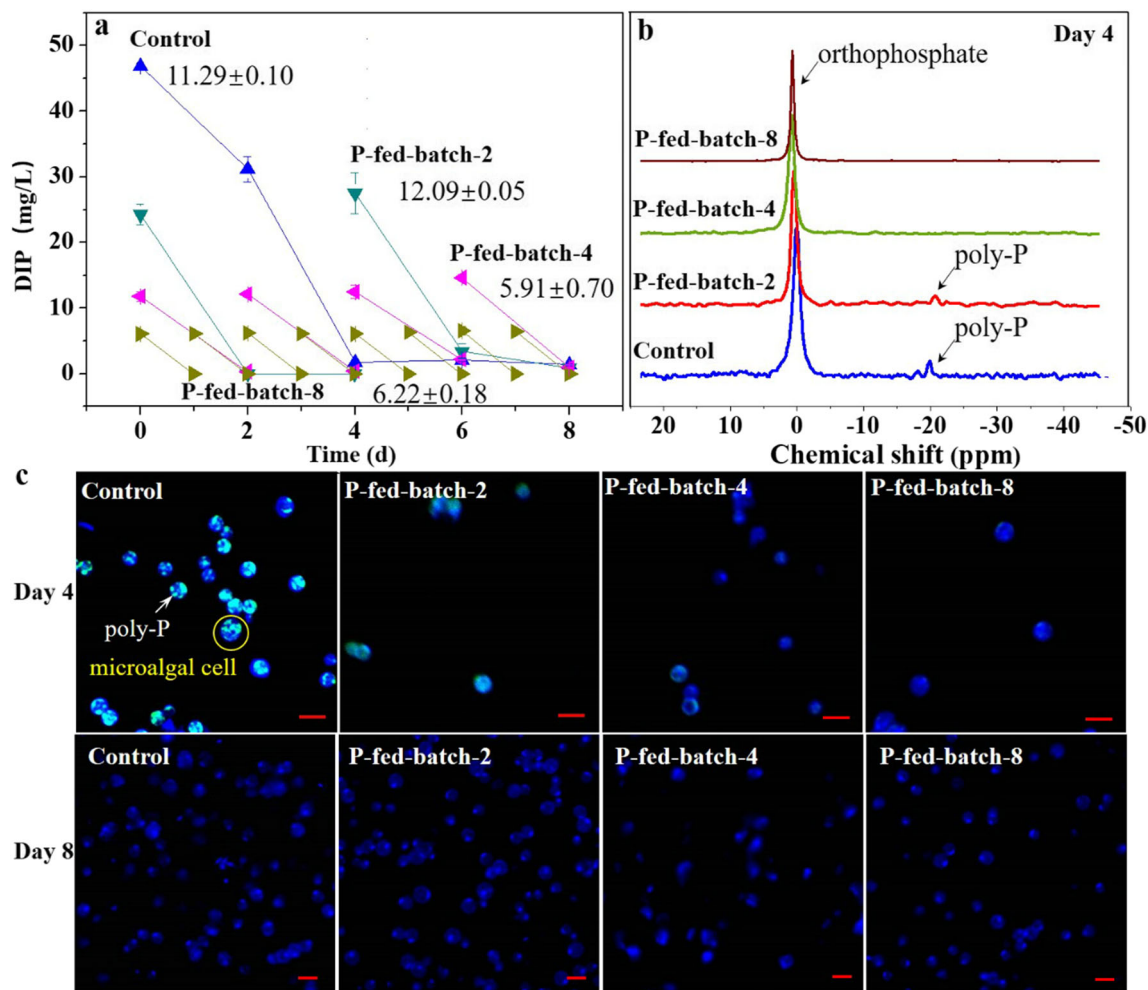 a
Control
11.29±0.10
P-fed-batch-2
12.09±0.05
P-fed-batch-4
5.91±0.70
P-fed-batch-8
6.22±0.18
50
40
30
20
10
0
DIP (mg/L)
0 2 4 6 8
Time (d)
b
Day 4
orthophosphate
P-fed-batch-8
P-fed-batch-4
P-fed-batch-2
poly-P
Control
poly-P
20 10 0 -10 -20 -30 -40 -50
Chemical shift (ppm)
c
Day 4
Control
poly-P
microalgal cell
P-fed-batch-2
P-fed-batch-4
P-fed-batch-8
Day 8
Control
P-fed-batch-2
P-fed-batch-4
P-fed-batch-8